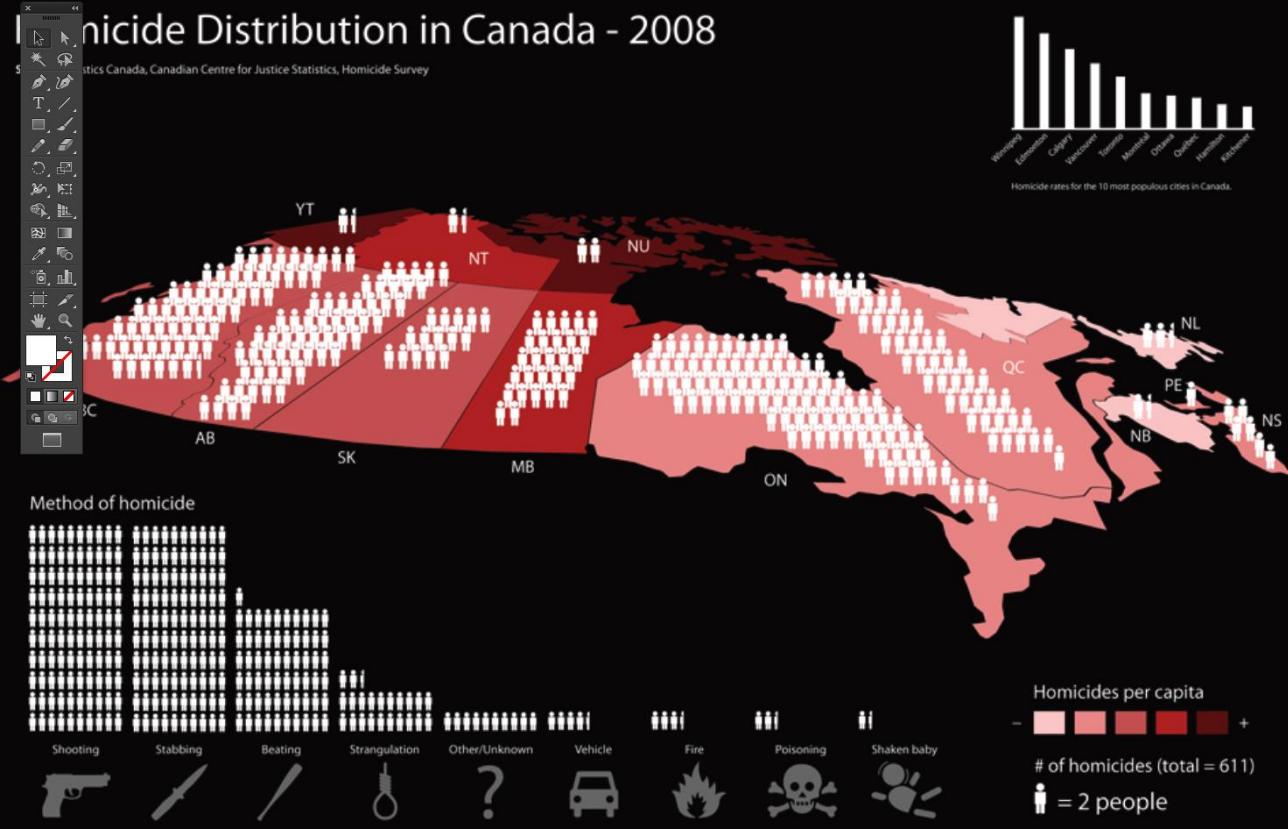 micide Distribution in Canada - 2008
stics Canada, Canadian Centre for Justice Statistics, Homicide Survey
Winnipeg
Edmonton
Calgary
Vancouver
Toronto
Montréal
Ottawa
Québec
Hamilton
Kitchener
Homicide rates for the 10 most populous cities in Canada.
YT
NT
NU
NL
QC
PE
NS
NB
BC
AB
SK
MB
ON
Method of homicide
Shooting
Stabbing
Beating
Strangulation
Other/Unknown
Vehicle
Fire
Poisoning
Shaken baby
?
Homicides per capita
– +
# of homicides (total = 611)
= 2 people